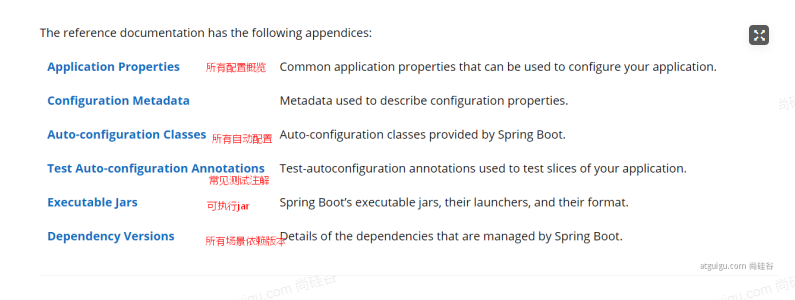 The reference documentation has the following appendices:
Application Properties 所有配置概览 Common application properties that can be used to configure your application.
Configuration Metadata Metadata used to describe configuration properties.
Auto-configuration Classes 所有自动配置 Auto-configuration classes provided by Spring Boot.
Test Auto-configuration Annotations Test-autoconfiguration annotations used to test slices of your application.
常见测试注解
Executable Jars 可执行jar Spring Boot's executable jars, their launchers, and their format.
Dependency Versions 所有场景依赖版本 Details of the dependencies that are managed by Spring Boot.
atguigu.com 尚硅谷